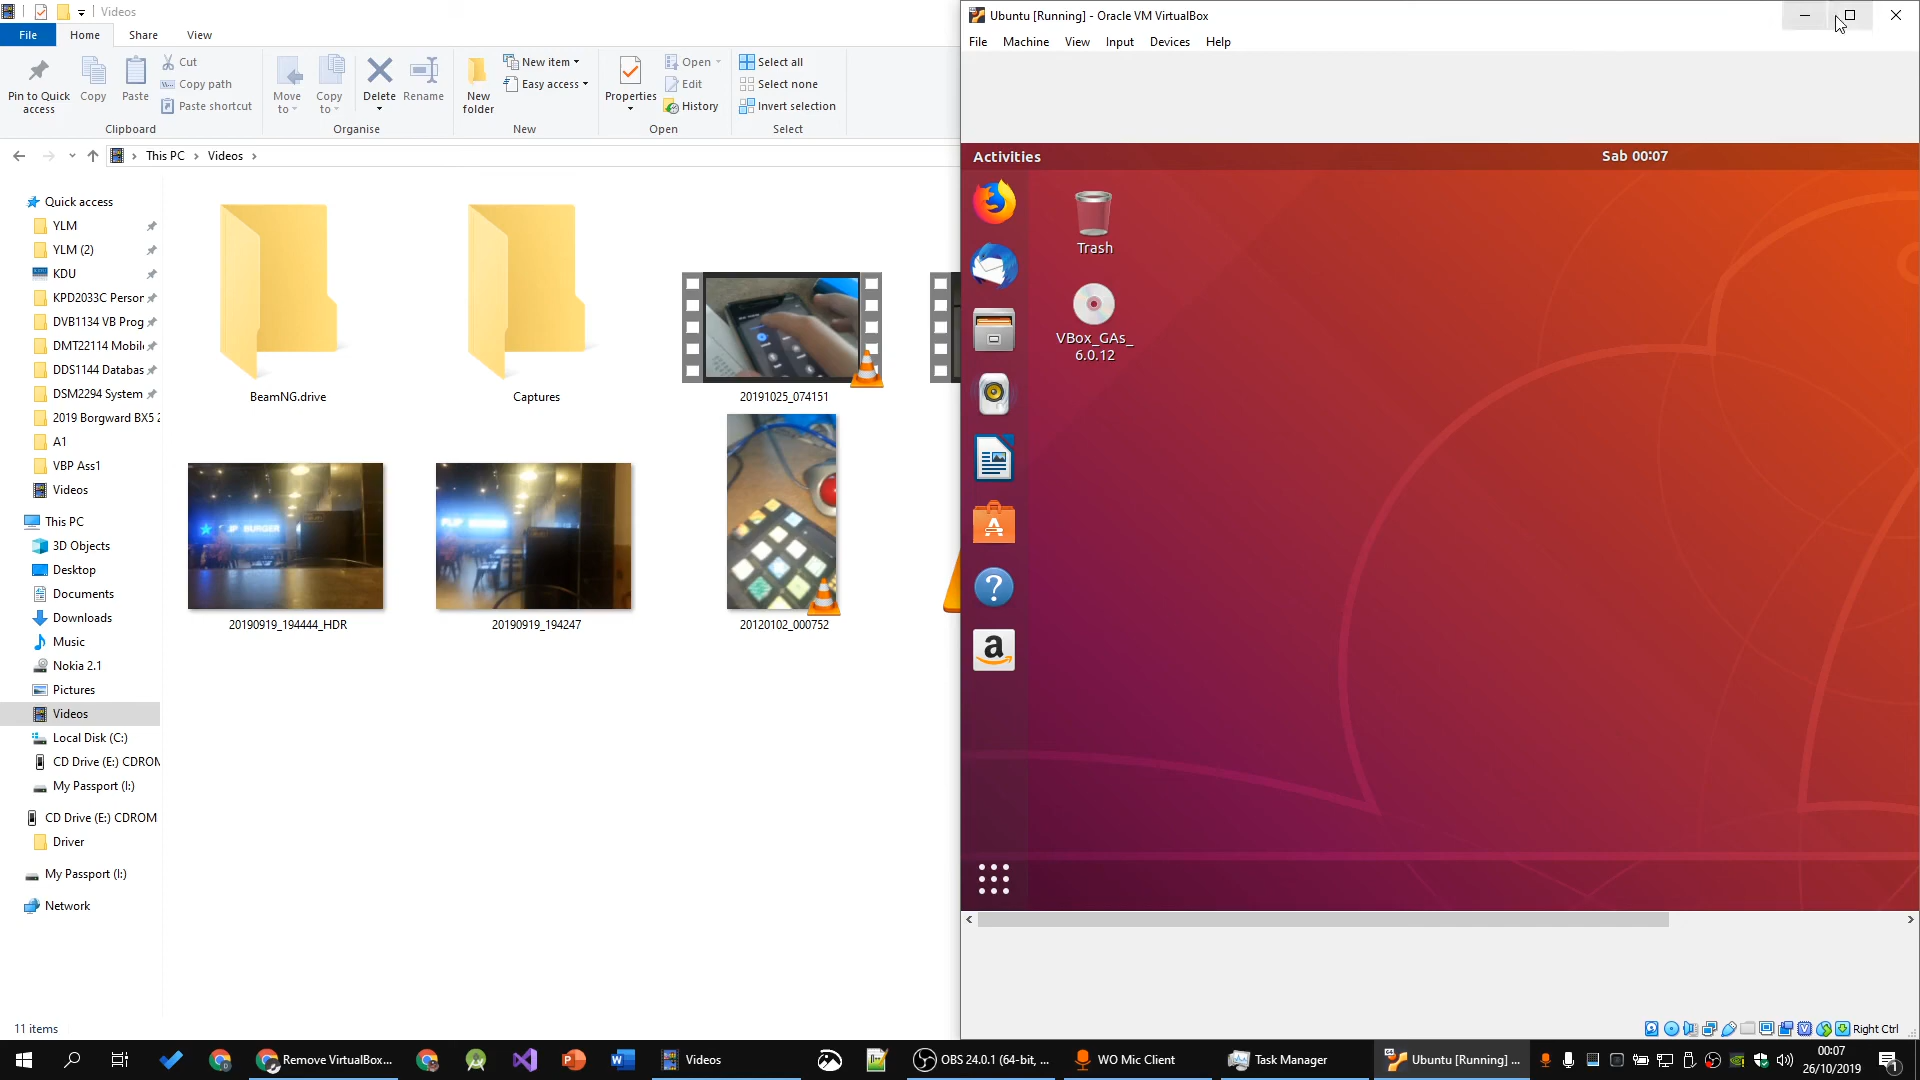 Videos
File
Home
Share
View
Pin to Quick access
Copy
Paste
Cut
Copy path
Paste shortcut
Clipboard
Move to
Copy to
Delete
Rename
Organise
New folder
New item
Easy access
New
Properties
Open
Edit
History
Open
Select all
Select none
Invert selection
Select
This PC
Videos
Quick access
YLM
YLM (2)
KDU
KPD2033C Person
DVB1134 VB Prog
DMT22114 Mobile
DDS1144 Databas
DSM2294 System
2019 Borgward BX5 2
A1
VBP Ass1
Videos
This PC
3D Objects
Desktop
Documents
Downloads
Music
Nokia 2.1
Pictures
Videos
Local Disk (C:)
CD Drive (E:) CDROM
My Passport (I:)
CD Drive (E:) CDROM
Driver
My Passport (I:)
Network
BeamNG.drive
Captures
20191025_074151
20190919_194444_HDR
20190919_194247
20120102_000752
11 items
Ubuntu [Running] - Oracle VM VirtualBox
File
Machine
View
Input
Devices
Help
Activities
Sab 00:07
Trash
VBox_GAs_
6.0.12
Right Ctrl
Remove VirtualBox...
Videos
OBS 24.0.1 (64-bit, ...
WO Mic Client
Task Manager
Ubuntu [Running] ...
00:07
26/10/2019
1